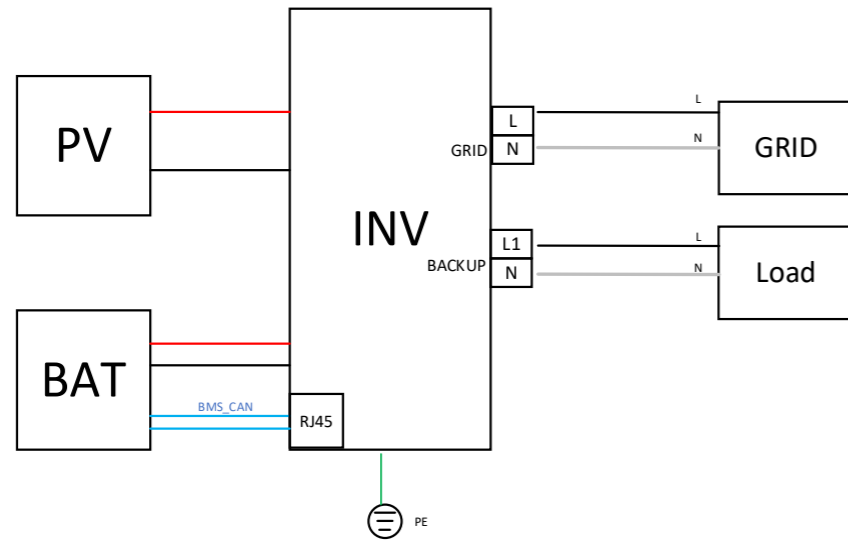 PV
INV
L
N
GRID
L
N
GRID
L1
N
BACKUP
L
N
Load
BAT
BMS_CAN
RJ45
PE